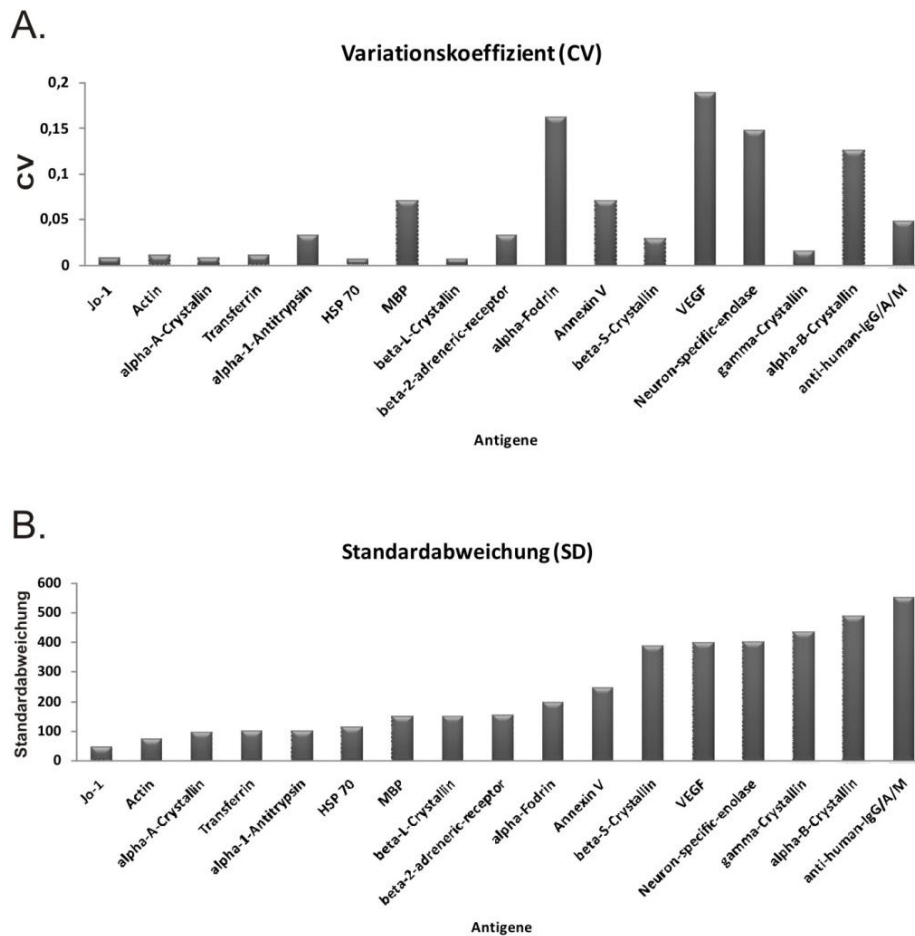 A.
Variationskoeffizient (CV)
CV
0,2
0,15
0,1
0,05
0
Jo-1
Actin
alpha-A-Crystallin
Transferrin
alpha-1-Antitrypsin
HSP 70
MBP
beta-L-Crystallin
beta-2-adreneric-receptor
alpha-Fodrin
Annexin V
beta-S-Crystallin
VEGF
Neuron-specific-enolase
gamma-Crystallin
alpha-B-Crystallin
anti-human-IgG/A/M
Antigene
B.
Standardabweichung (SD)
Standardabweichung
600
500
400
300
200
100
0
Jo-1
Actin
alpha-A-Crystallin
Transferrin
alpha-1-Antitrypsin
HSP 70
MBP
beta-L-Crystallin
beta-2-adreneric-receptor
alpha-Fodrin
Annexin V
beta-S-Crystallin
VEGF
Neuron-specific-enolase
gamma-Crystallin
alpha-B-Crystallin
anti-human-IgG/A/M
Antigene